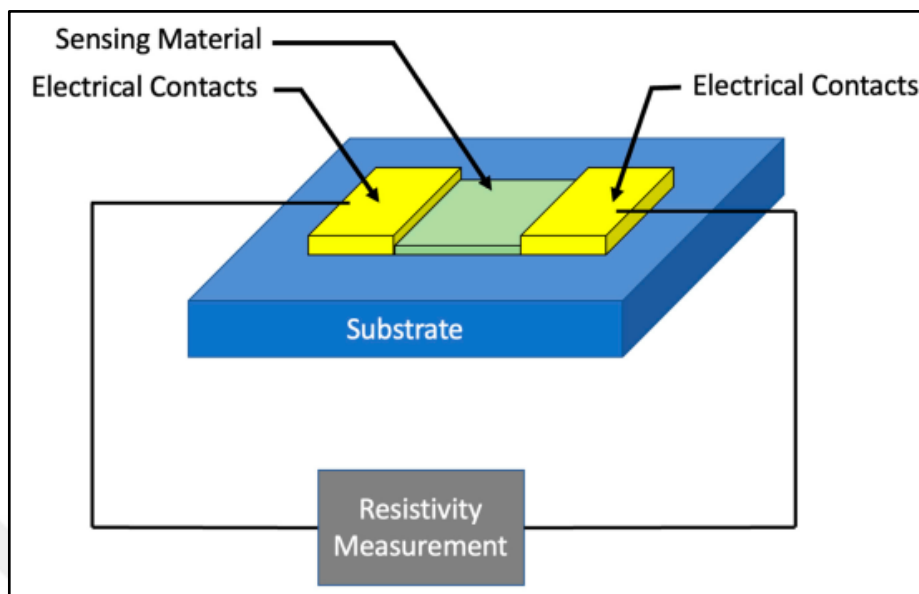 Sensing Material
Electrical Contacts
Electrical Contacts
Substrate
Resistivity
Measurement